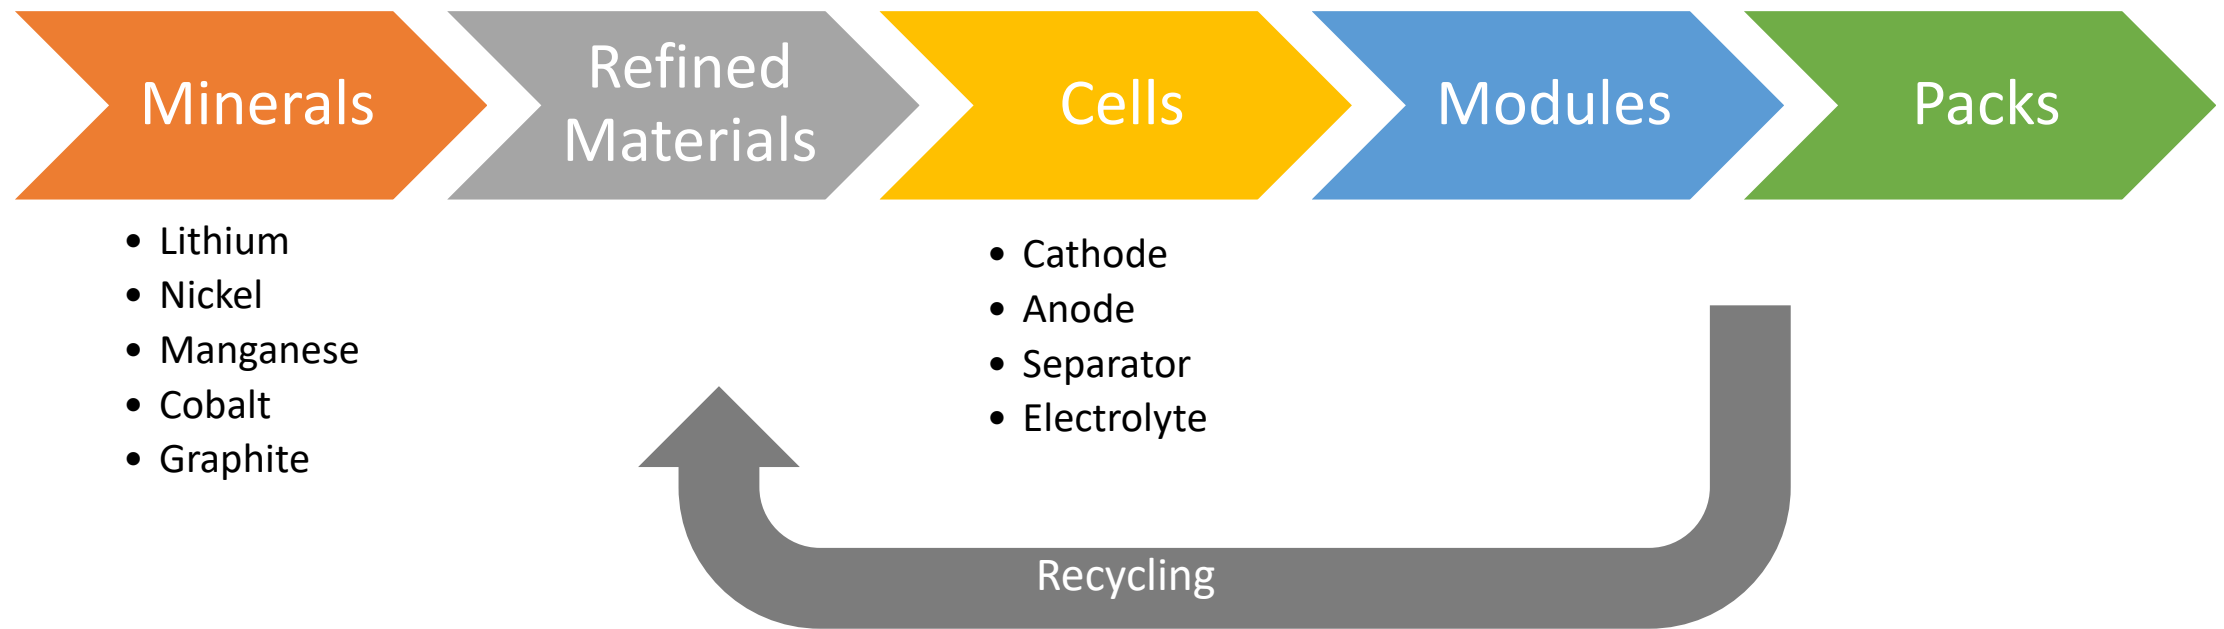 Minerals
Refined
Materials
Cells
Modules
Packs
• Lithium
• Nickel
• Manganese
• Cobalt
• Graphite
• Cathode
• Anode
• Separator
• Electrolyte
Recycling